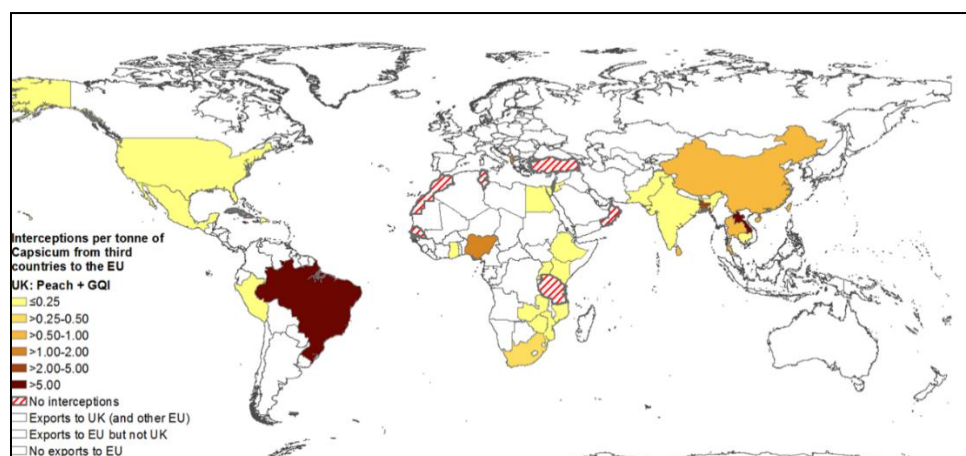 Interceptions per tonne of
Capsicum from third
countries to the EU
UK: Peach + GQI
≤0.25
>0.25-0.50
>0.50-1.00
>1.00-2.00
>2.00-5.00
>5.00
No interceptions
Exports to UK (and other EU)
Exports to EU but not UK
No exports to EU